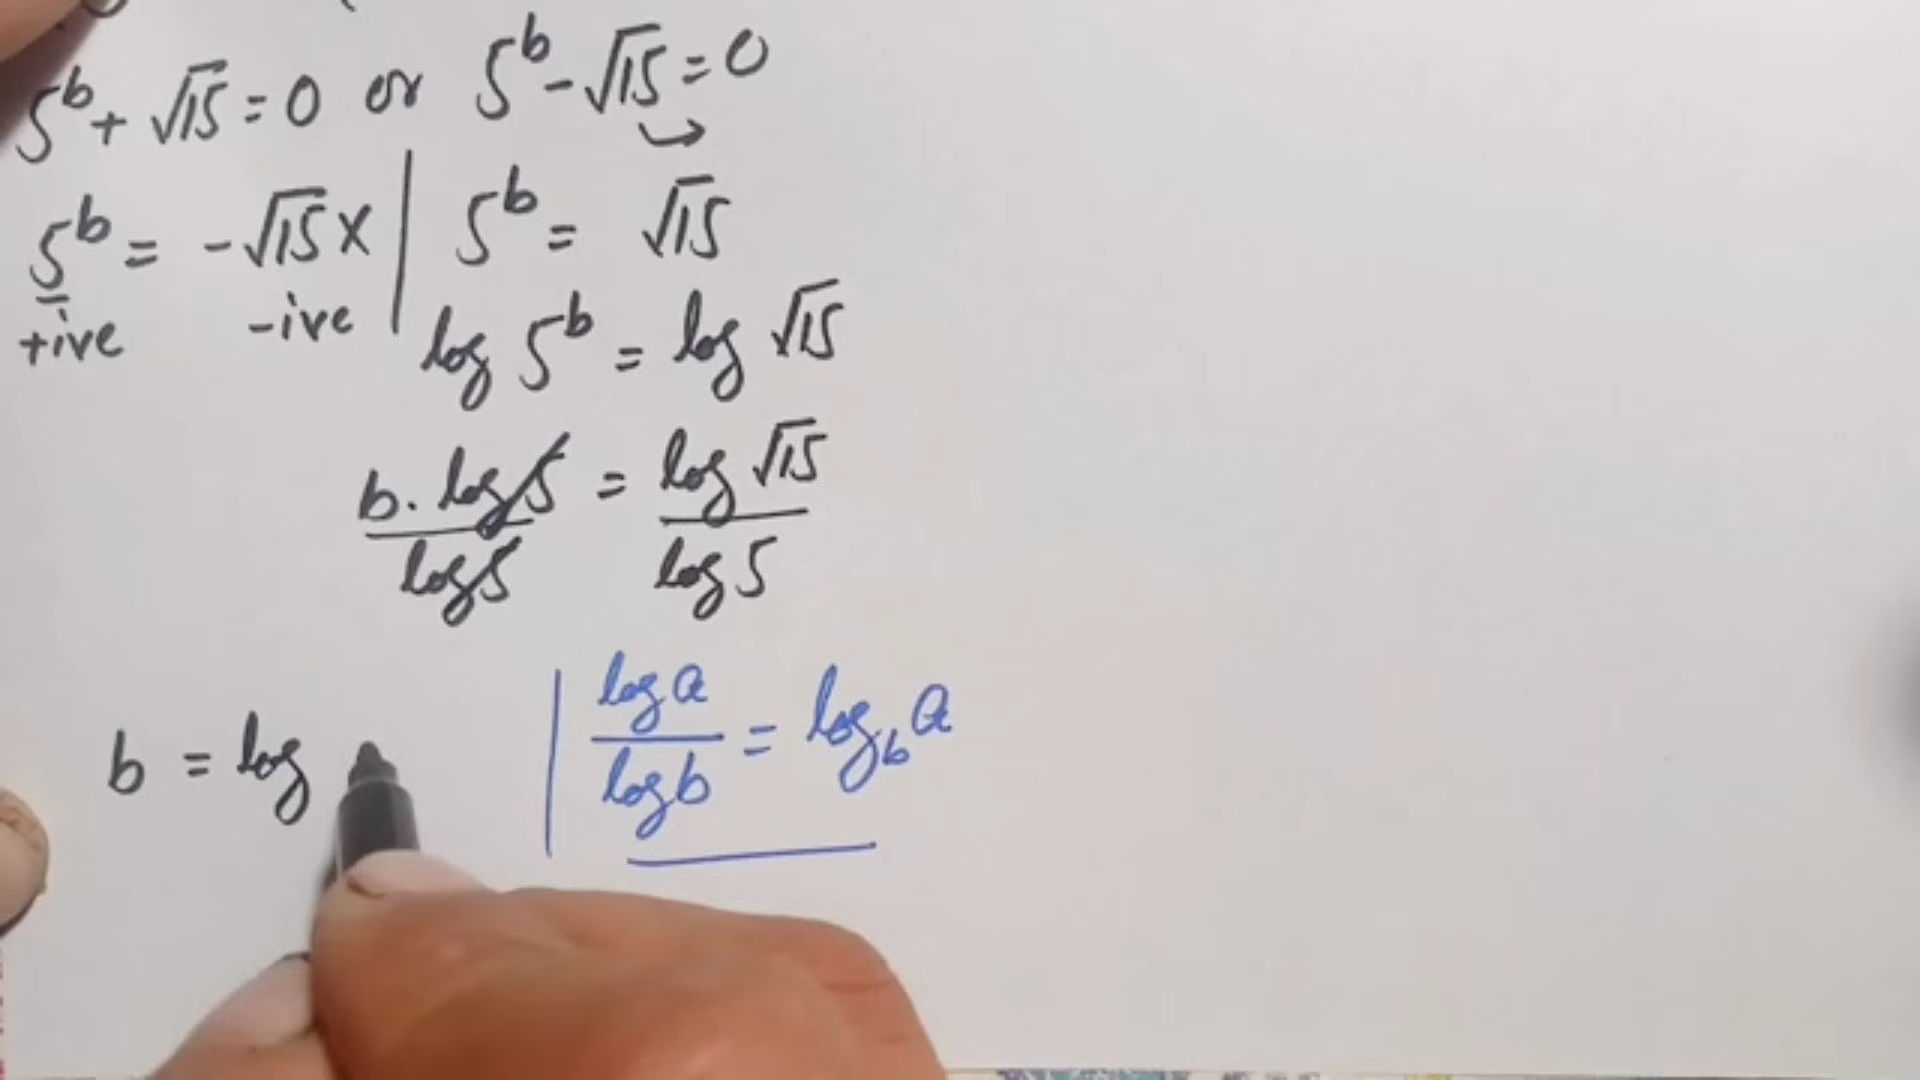 5^b + √15 = 0 or 5^b - √15 = 0
5^b = -√15 × | 5^b = √15
+ive -ive
log 5^b = log √15
b. log 5 / log 5 = log √15 / log 5
b = log
log a / log b = log_b a